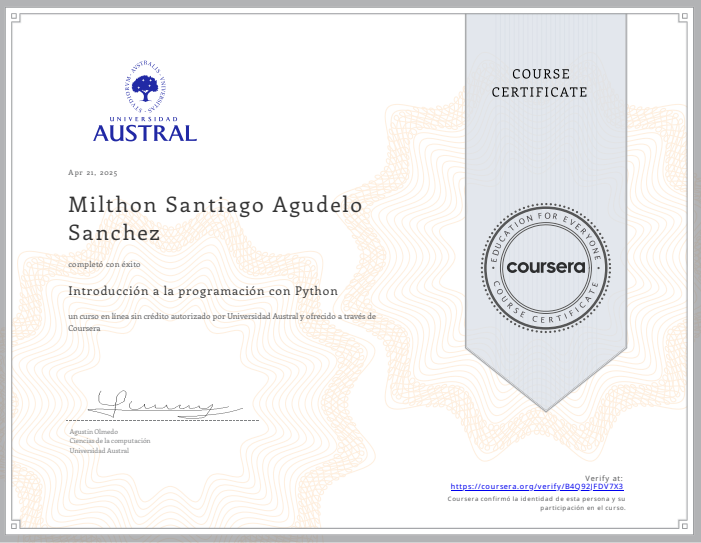 COURSE
CERTIFICATE
STUDIORVM · AVSTRALIS · VNIVERSITAS
UNIVERSIDAD
AUSTRAL
Apr 21, 2025
Milthon Santiago Agudelo
Sanchez
completó con éxito
Introducción a la programación con Python
un curso en línea sin crédito autorizado por Universidad Austral y ofrecido a través de
Coursera
EDUCATION FOR EVERYONE
coursera
COURSE CERTIFICATE
Agustín Olmedo
Ciencias de la computación
Universidad Austral
Verify at:
https://coursera.org/verify/B4Q92JFDV7X3
Coursera confirmó la identidad de esta persona y su
participación en el curso.